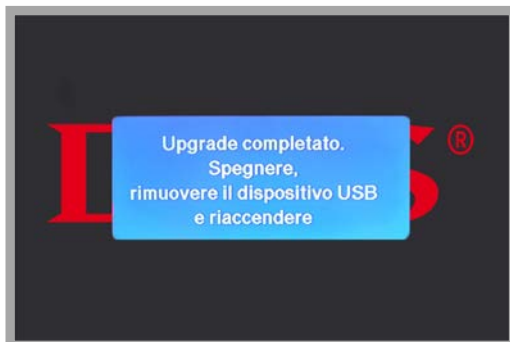 Upgrade completato.
Spegnere,
rimuovere il dispositivo USB
e riaccendere
®